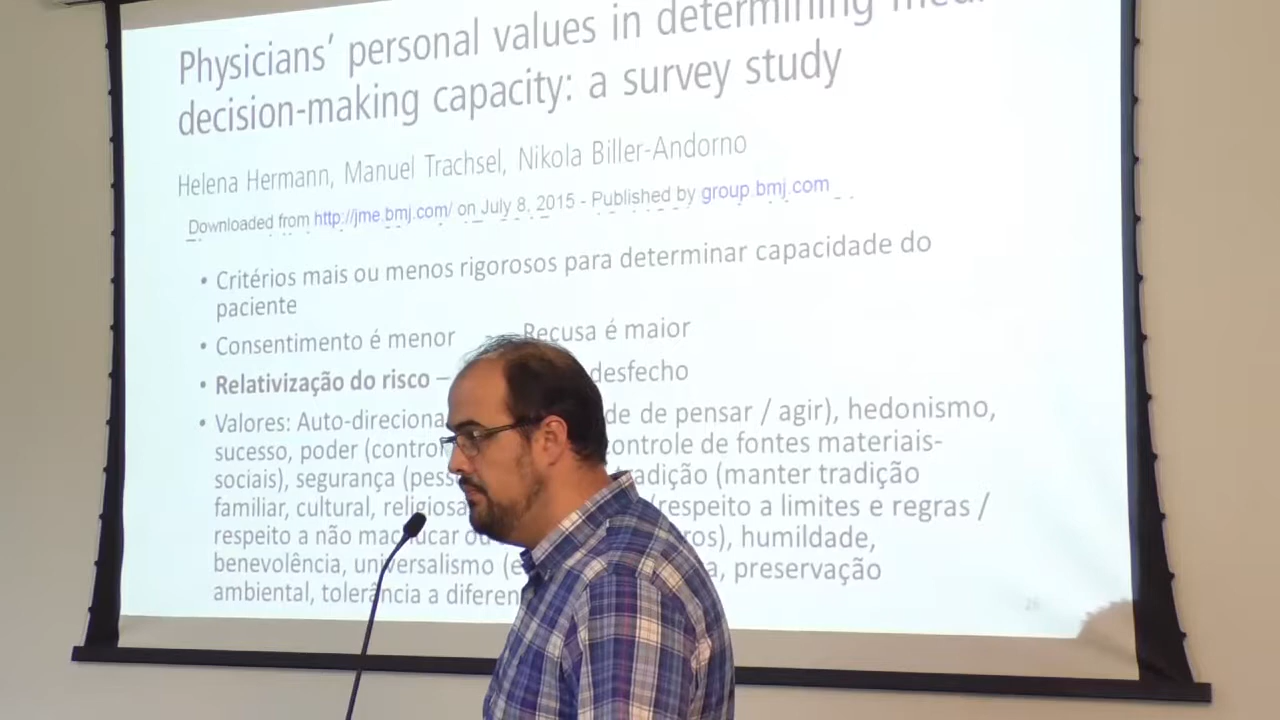 Physicians' personal values in determining
decision-making capacity: a survey study
Helena Hermann, Manuel Trachsel, Nikola Biller-Andorno
Downloaded from http://jme.bmj.com/ on July 8, 2015 - Published by group.bmj.com
• Critérios mais ou menos rigorosos para determinar capacidade do
paciente
• Consentimento é menor Recusa é maior
• Relativização do risco – desfecho
• Valores: Auto-direciona de de pensar / agir), hedonismo,
sucesso, poder (control controle de fontes materiais-
sociais), segurança (pess tradição (manter tradição
familiar, cultural, religiosa respeito a limites e regras /
respeito a não machucar ou ros), humildade,
benevolência, universalismo (e a, preservação
ambiental, tolerância a diferen
26